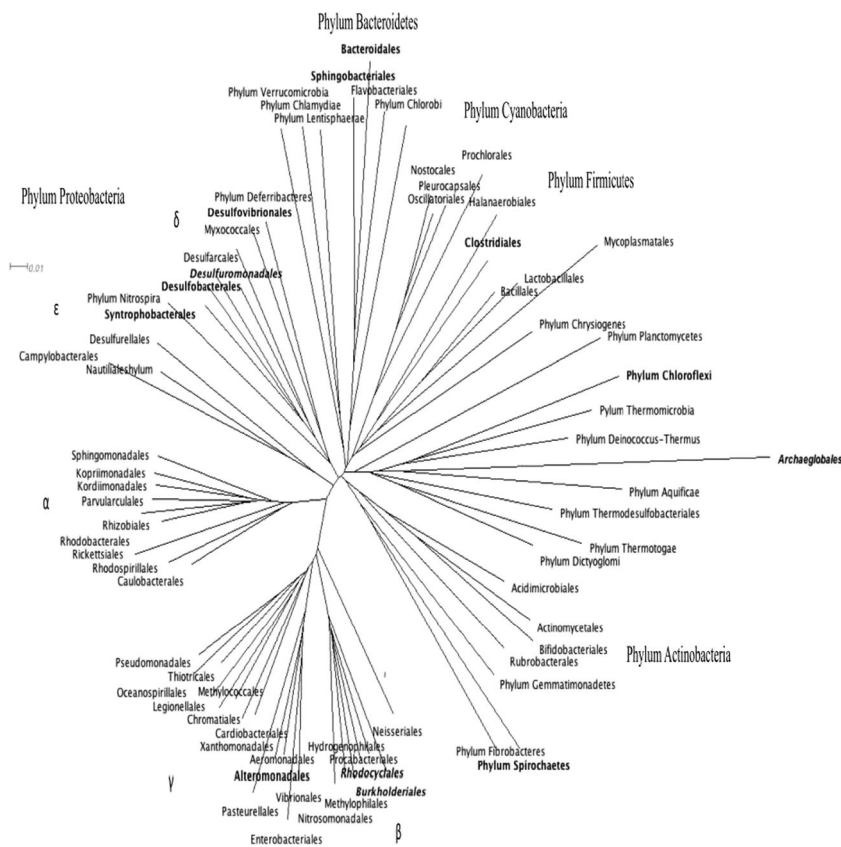 Phylum Bacteroidetes
Bacteroidales
Sphingobacteriales
Phylum Verrucomicrobia
Flavobacteriales
Phylum Chlamydiae
Phylum Chlorobi
Phylum Lentisphaerae
Phylum Cyanobacteria
Prochlorales
Nostocales
Pleurocapsales
Oscillatoriales
Phylum Firmicutes
Halanaerobiales
Clostridiales
Mycoplasmatales
Lactobacillales
Bacillales
Phylum Chrysiogenes
Phylum Planctomycetes
Phylum Chloroflexi
Pylum Thermomicrobia
Phylum Deinococcus-Thermus
Archaeglobales
Phylum Aquificae
Phylum Thermodesulfobacteriales
Phylum Thermotogae
Phylum Dictyoglomi
Acidimicrobiales
Actinomycetales
Bifidobacteriales
Rubrobacterales
Phylum Actinobacteria
Phylum Gemmatimonadetes
Phylum Fibrobacteres
Phylum Spirochaetes
Phylum Proteobacteria
δ
Phylum Deferribacteres
Desulfovibrionales
Myxococcales
Desulfarcales
Desulfuromonadales
Desulfobacterales
0.01
ε
Phylum Nitrospira
Syntrophobacterales
Desulfurellales
Campylobacterales
Nautilialeshylum
α
Sphingomonadales
Kopriimonadales
Kordiimonadales
Parvularculales
Rhizobiales
Rhodobacterales
Rickettsiales
Rhodospirillales
Caulobacterales
γ
Pseudomonadales
Thiotricales
Oceanospirillales
Methylococcales
Legionellales
Chromatiales
Cardiobacteriales
Xanthomonadales
Aeromonadales
Alteromonadales
Vibrionales
Pasteurellales
Enterobacteriales
β
Neisseriales
Hydrogenophilales
Procabacteriales
Rhodocyclales
Burkholderiales
Methylophilales
Nitrosomonadales